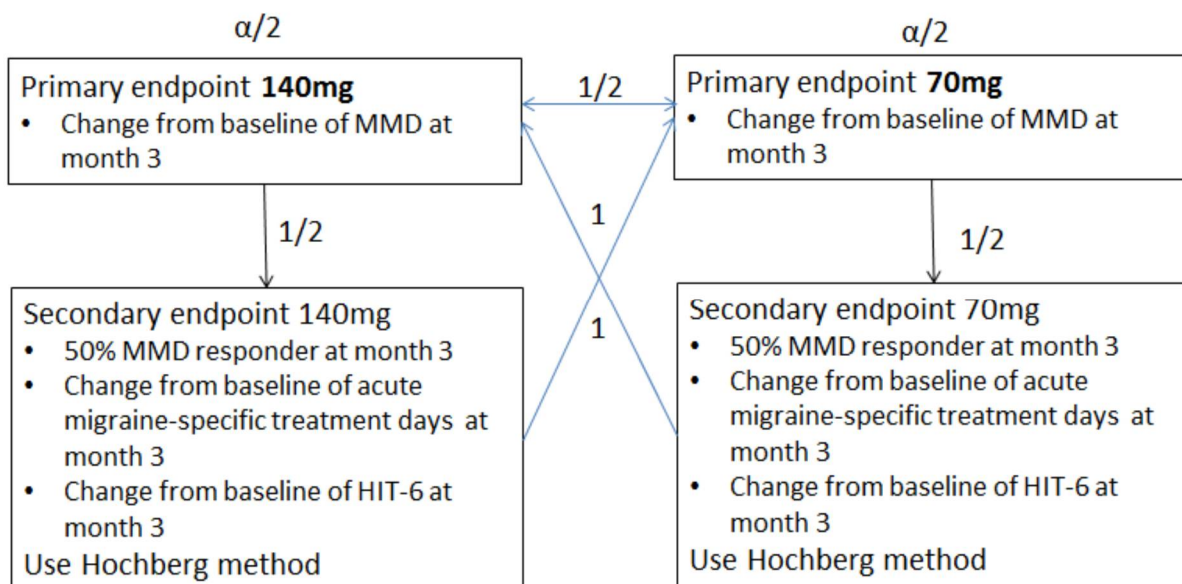 α/2
Primary endpoint 140mg
• Change from baseline of MMD at
month 3
1/2
α/2
Primary endpoint 70mg
• Change from baseline of MMD at
month 3
1/2
1
1
1/2
Secondary endpoint 140mg
• 50% MMD responder at month 3
• Change from baseline of acute
migraine-specific treatment days at
month 3
• Change from baseline of HIT-6 at
month 3
Use Hochberg method
Secondary endpoint 70mg
• 50% MMD responder at month 3
• Change from baseline of acute
migraine-specific treatment days at
month 3
• Change from baseline of HIT-6 at
month 3
Use Hochberg method